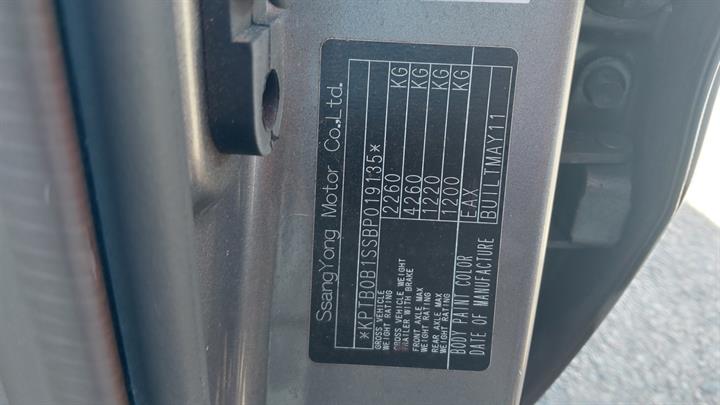 SsangYong Motor Co.,Ltd.
*KPTB0B1SSBP019135*
GROSS VEHICLE WEIGHT RATING 2260 KG
GROSS VEHICLE WEIGHT TRAILER WITH BRAKE 4260 KG
FRONT AXLE MAX WEIGHT RATING 1220 KG
REAR AXLE MAX WEIGHT RATING 1200 KG
BODY PAINT COLOR EAX
DATE OF MANUFACTURE BUILTMAY11